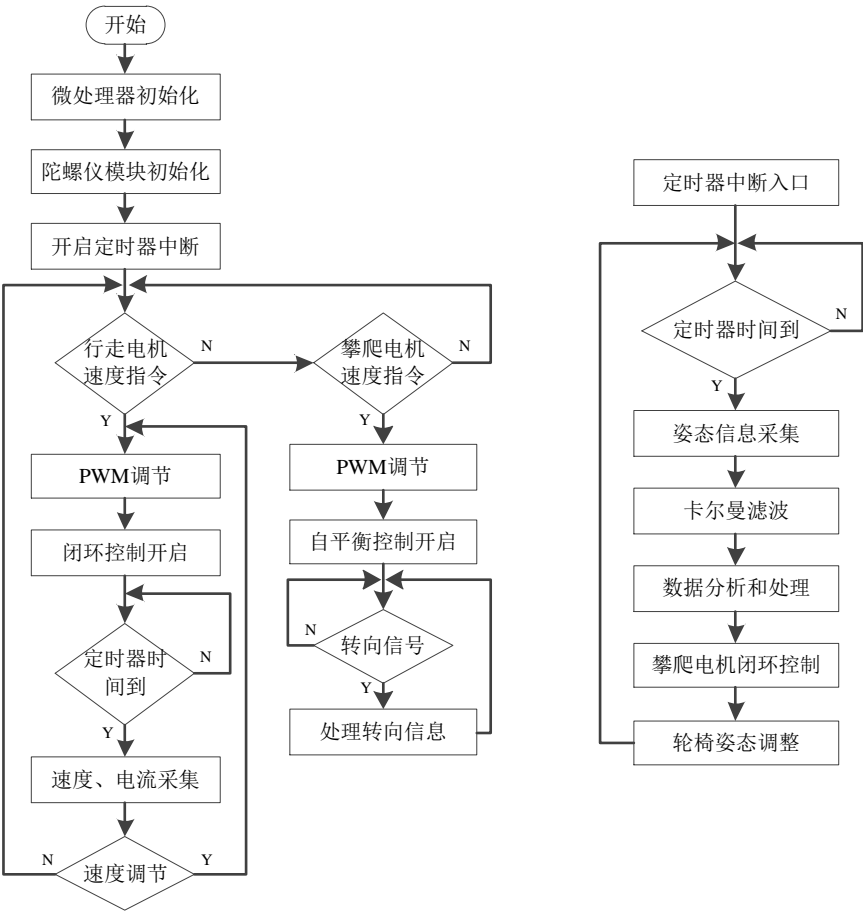 开始
微处理器初始化
陀螺仪模块初始化
开启定时器中断
行走电机
速度指令
N
Y
攀爬电机
速度指令
N
Y
PWM调节
闭环控制开启
定时器时
间到
N
Y
速度、电流采集
速度调节
N
Y
PWM调节
自平衡控制开启
转向信号
N
Y
处理转向信息
定时器中断入口
定时器时间到
N
Y
姿态信息采集
卡尔曼滤波
数据分析和处理
攀爬电机闭环控制
轮椅姿态调整